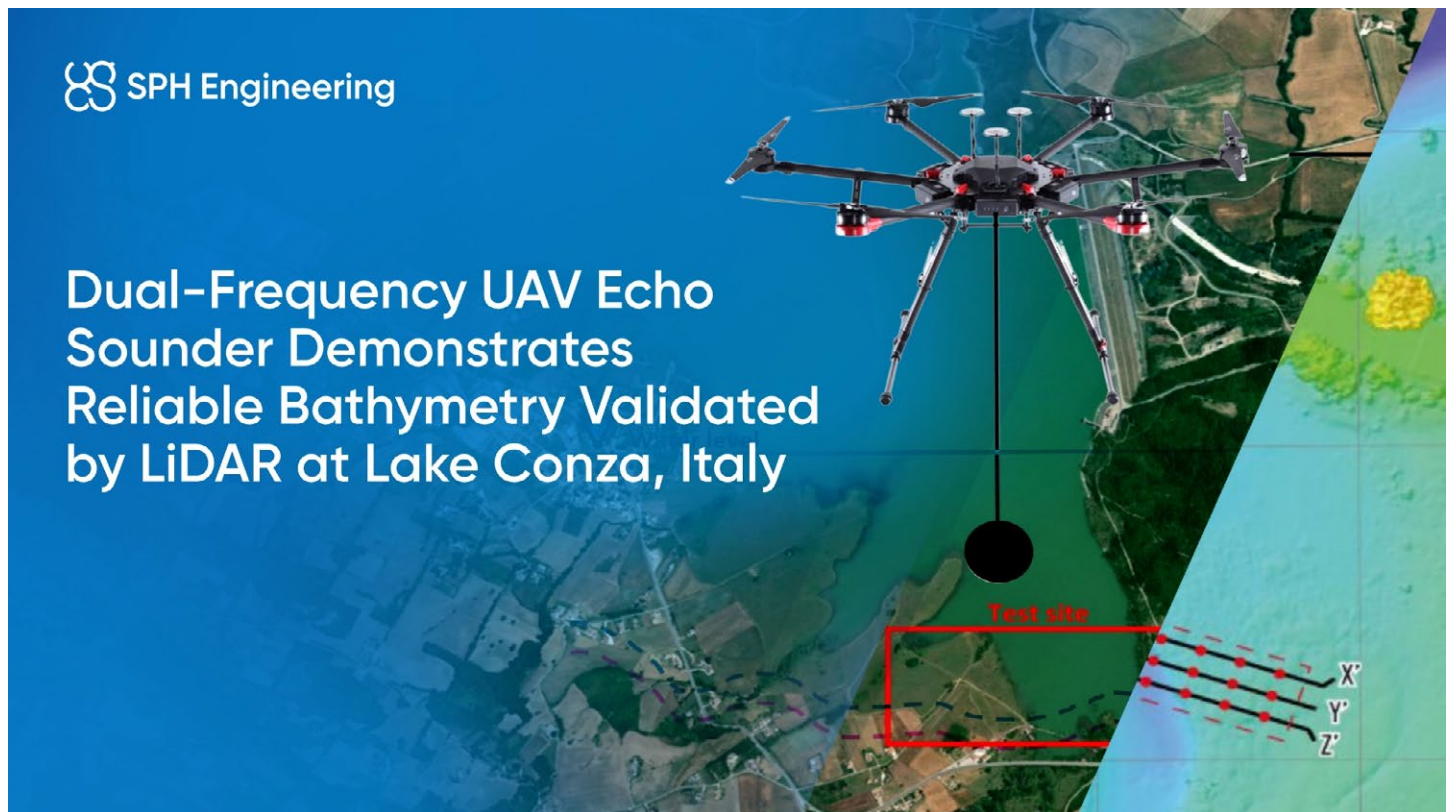 SPH Engineering
Dual-Frequency UAV Echo
Sounder Demonstrates
Reliable Bathymetry Validated
by LiDAR at Lake Conza, Italy
Test site
X'
Y'
Z'